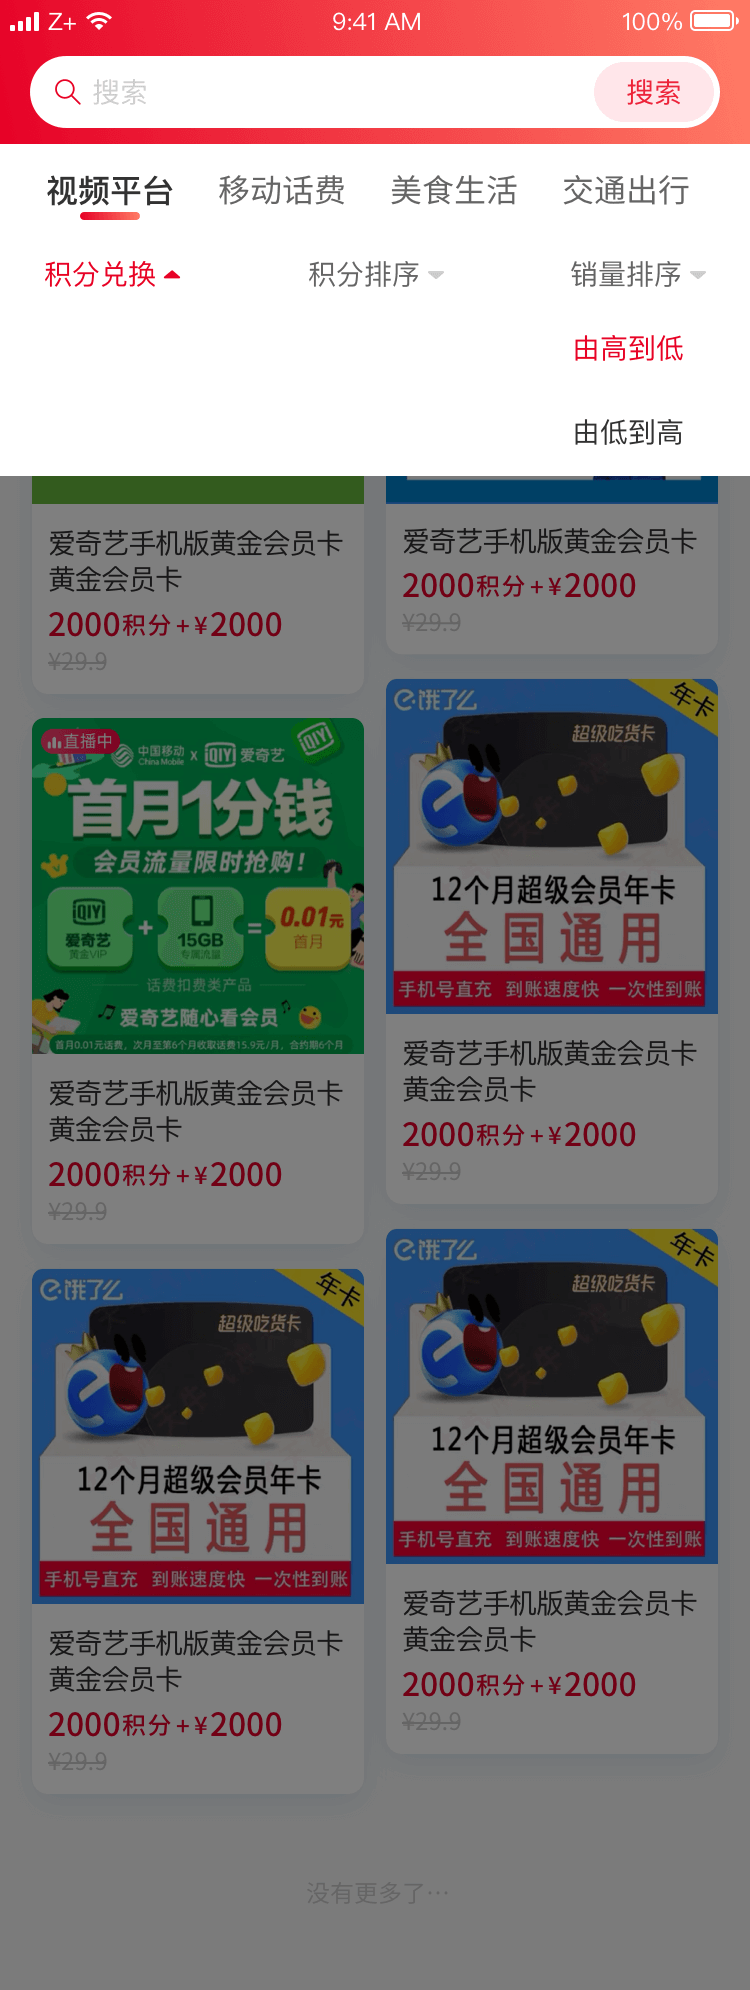 Z+ 9:41 AM 100%
搜索 搜索
视频平台 移动话费 美食生活 交通出行
积分兑换 积分排序 销量排序
由高到低
由低到高
爱奇艺手机版黄金会员卡
黄金会员卡
2000积分+¥2000
¥29.9
爱奇艺手机版黄金会员卡
2000积分+¥2000
¥29.9
直播中
中国移动
China Mobile
x
QIY 爱奇艺
QIY
首月1分钱
会员流量限时抢购!
QIY
爱奇艺
黄金VIP
+
15GB
专属流量
=
0.01元
首月
话费扣费类产品
爱奇艺随心看会员
首月0.01元话费，次月至第6个月收取话费15.9元/月，合约期6个月
爱奇艺手机版黄金会员卡
黄金会员卡
2000积分+¥2000
¥29.9
饿了么
年卡
超级吃货卡
12个月超级会员年卡
全国通用
手机号直充 到账速度快 一次性到账
爱奇艺手机版黄金会员卡
黄金会员卡
2000积分+¥2000
¥29.9
饿了么
年卡
超级吃货卡
12个月超级会员年卡
全国通用
手机号直充 到账速度快 一次性到账
爱奇艺手机版黄金会员卡
黄金会员卡
2000积分+¥2000
¥29.9
饿了么
年卡
超级吃货卡
12个月超级会员年卡
全国通用
手机号直充 到账速度快 一次性到账
爱奇艺手机版黄金会员卡
黄金会员卡
2000积分+¥2000
¥29.9
没有更多了···